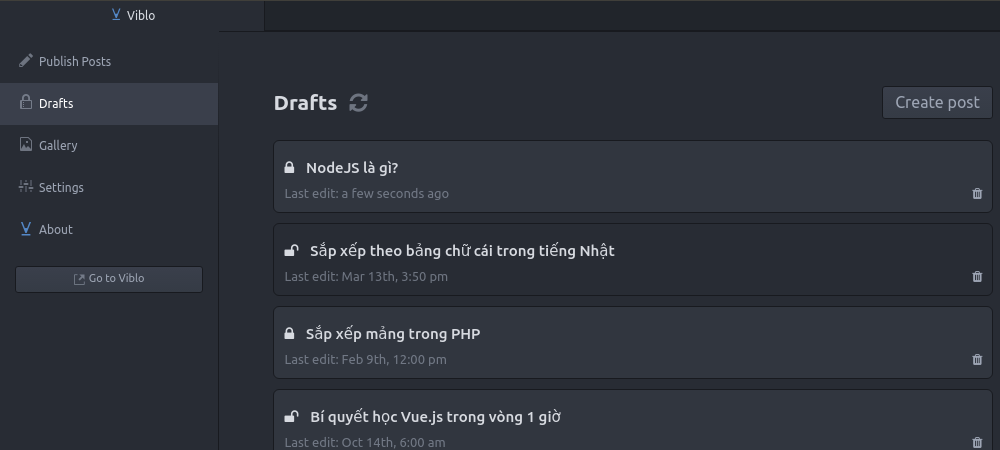 Viblo
Publish Posts
Drafts
Gallery
Settings
About
Go to Viblo
Drafts
Create post
NodeJS là gì?
Last edit: a few seconds ago
Sắp xếp theo bảng chữ cái trong tiếng Nhật
Last edit: Mar 13th, 3:50 pm
Sắp xếp mảng trong PHP
Last edit: Feb 9th, 12:00 pm
Bí quyết học Vue.js trong vòng 1 giờ
Last edit: Oct 14th, 6:00 am